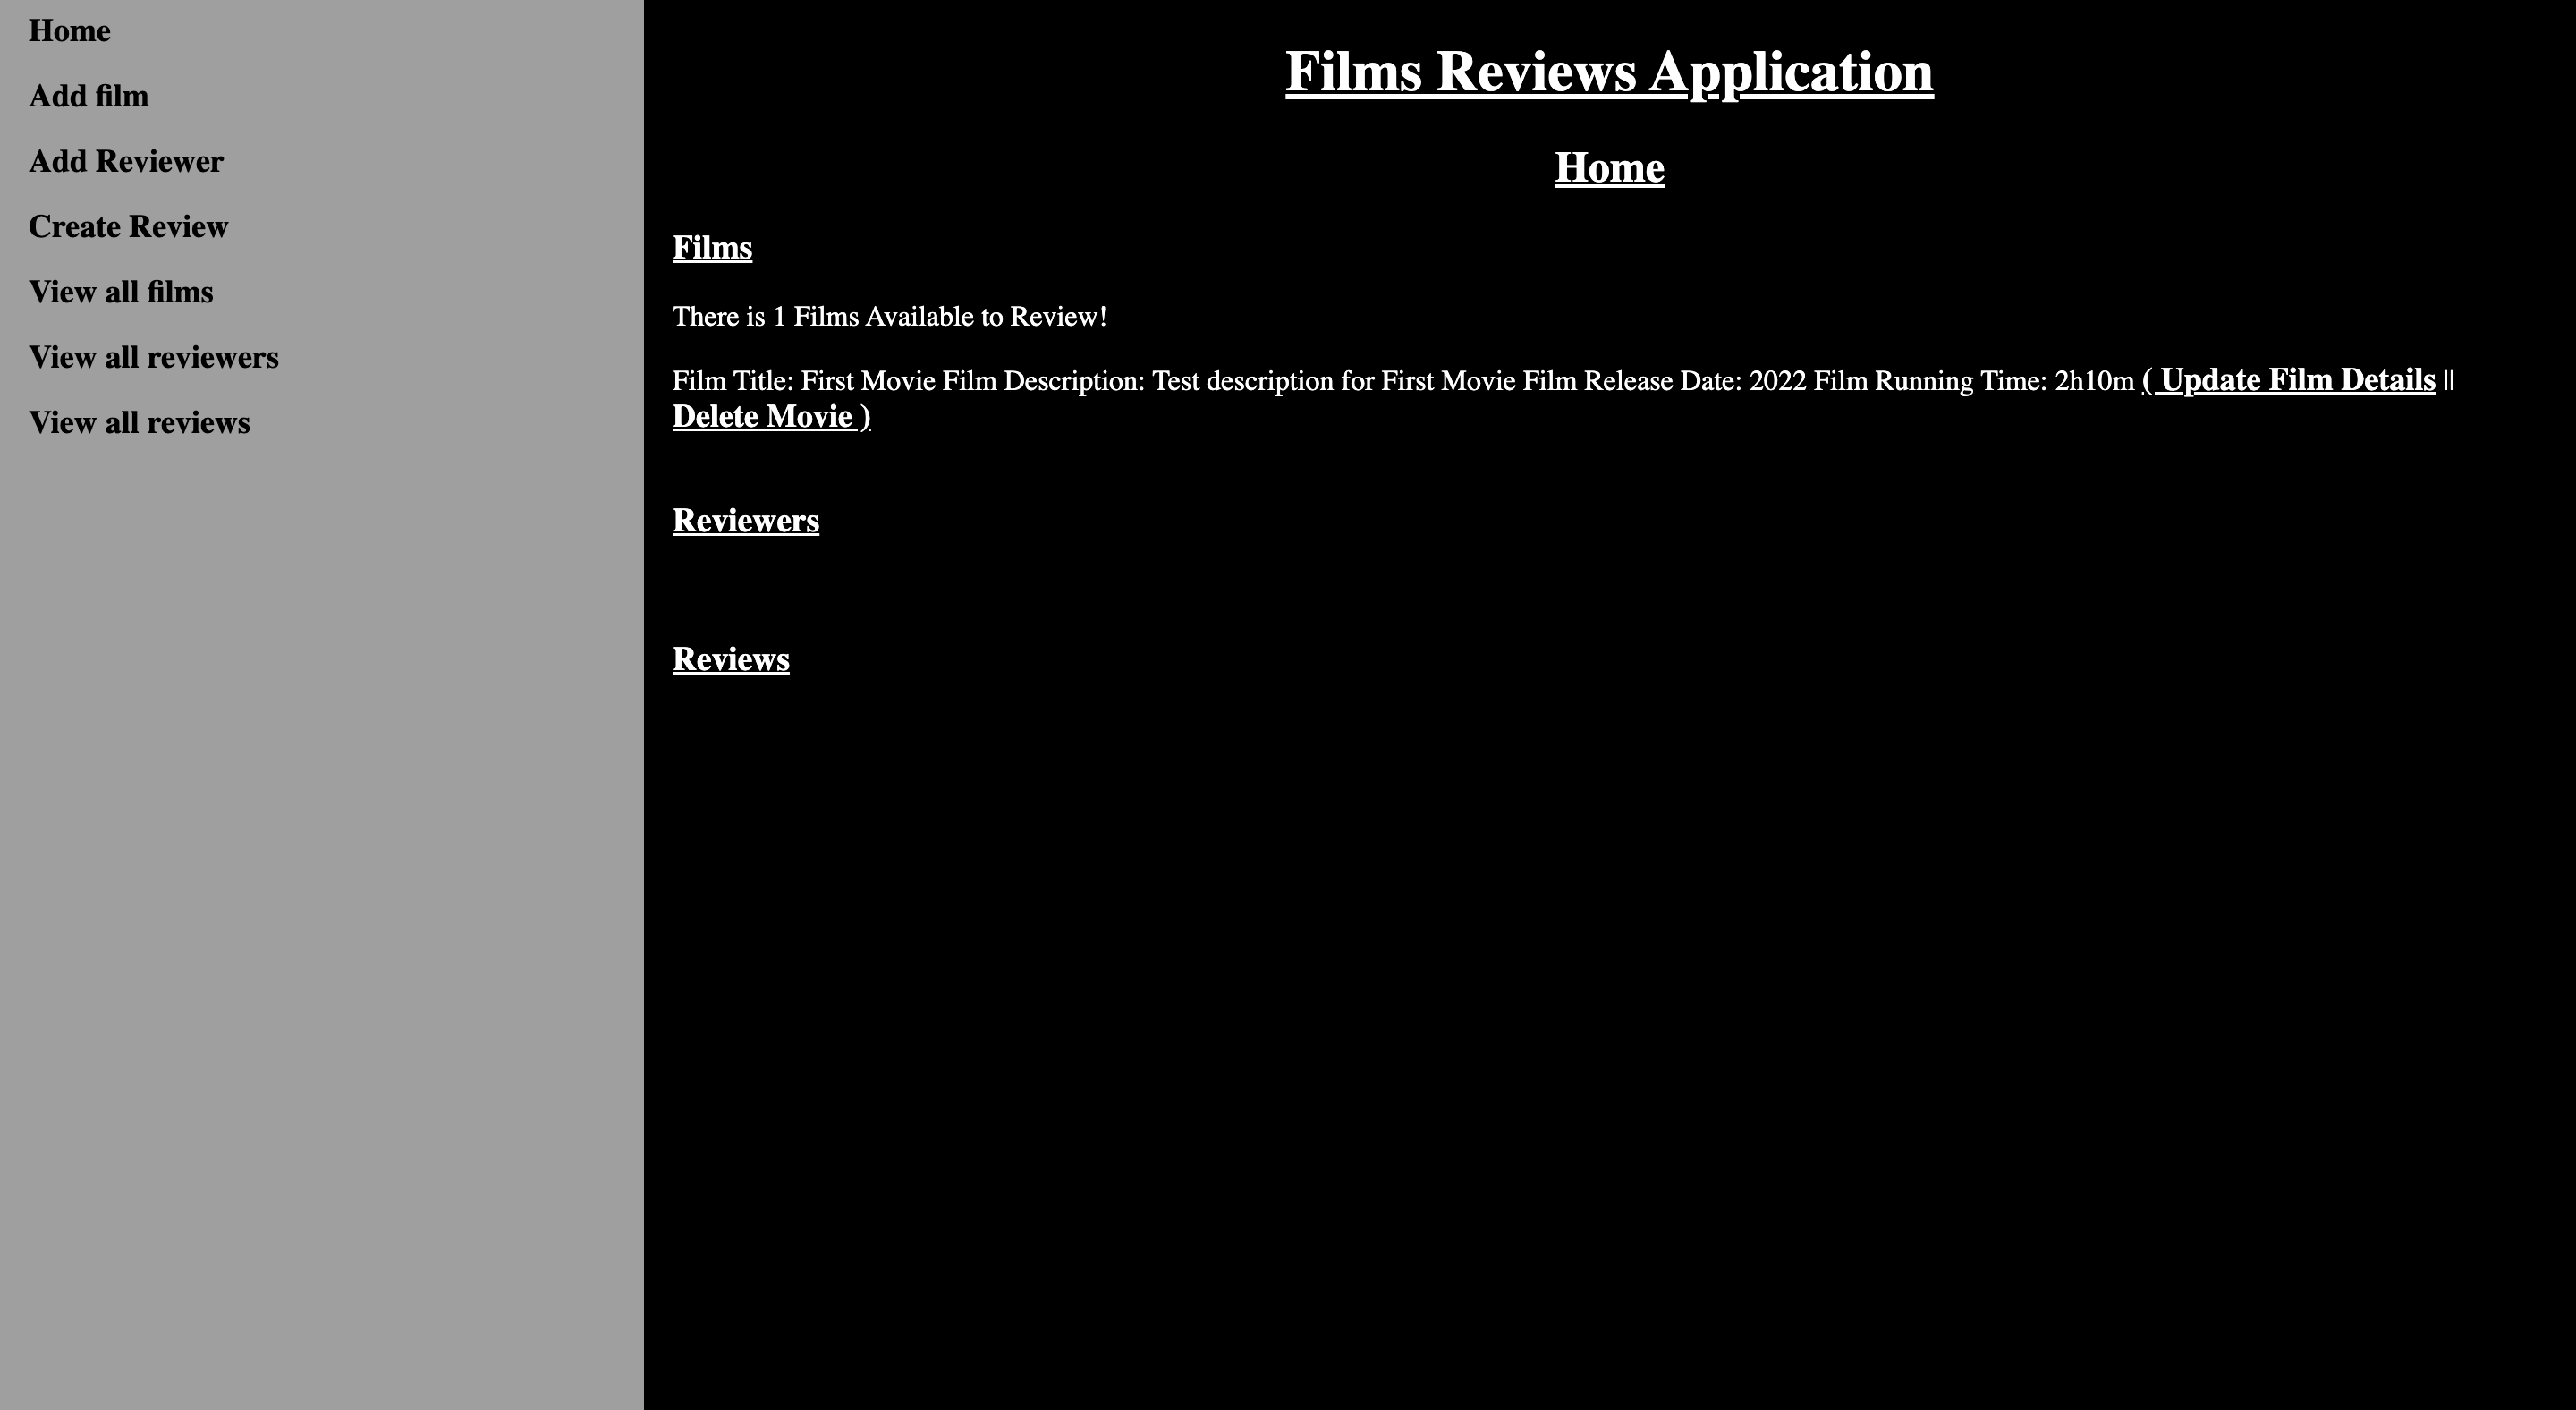 Home
Add film
Add Reviewer
Create Review
View all films
View all reviewers
View all reviews
Films Reviews Application
Home
Films
There is 1 Films Available to Review!
Film Title: First Movie Film Description: Test description for First Movie Film Release Date: 2022 Film Running Time: 2h10m ( Update Film Details ||
Delete Movie )
Reviewers
Reviews